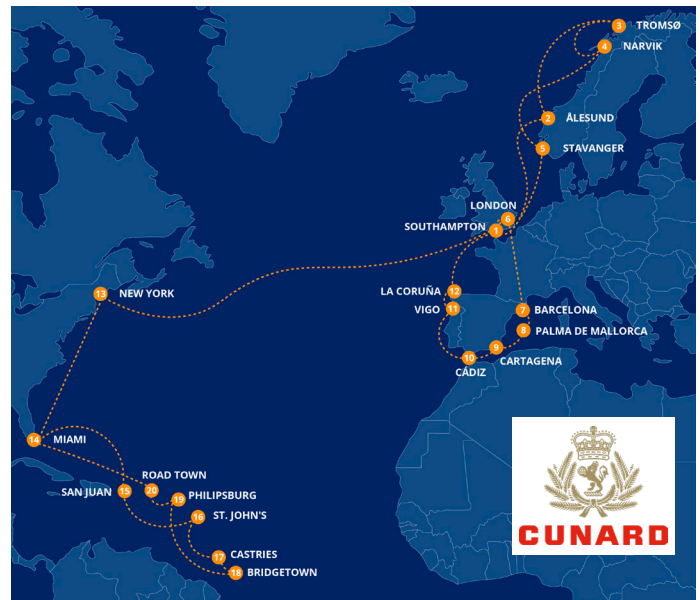 3 TROMSØ
4 NARVIK
2 ÅLESUND
5 STAVANGER
LONDON
6
SOUTHAMPTON 1
LA CORUÑA 12
13 NEW YORK
VIGO 11
7 BARCELONA
8 PALMA DE MALLORCA
9
CARTAGENA
10
CÁDIZ
14 MIAMI
ROAD TOWN
SAN JUAN 15
20
19 PHILIPSBURG
16 ST. JOHN'S
17 CASTRIES
18 BRIDGETOWN
CUNARD